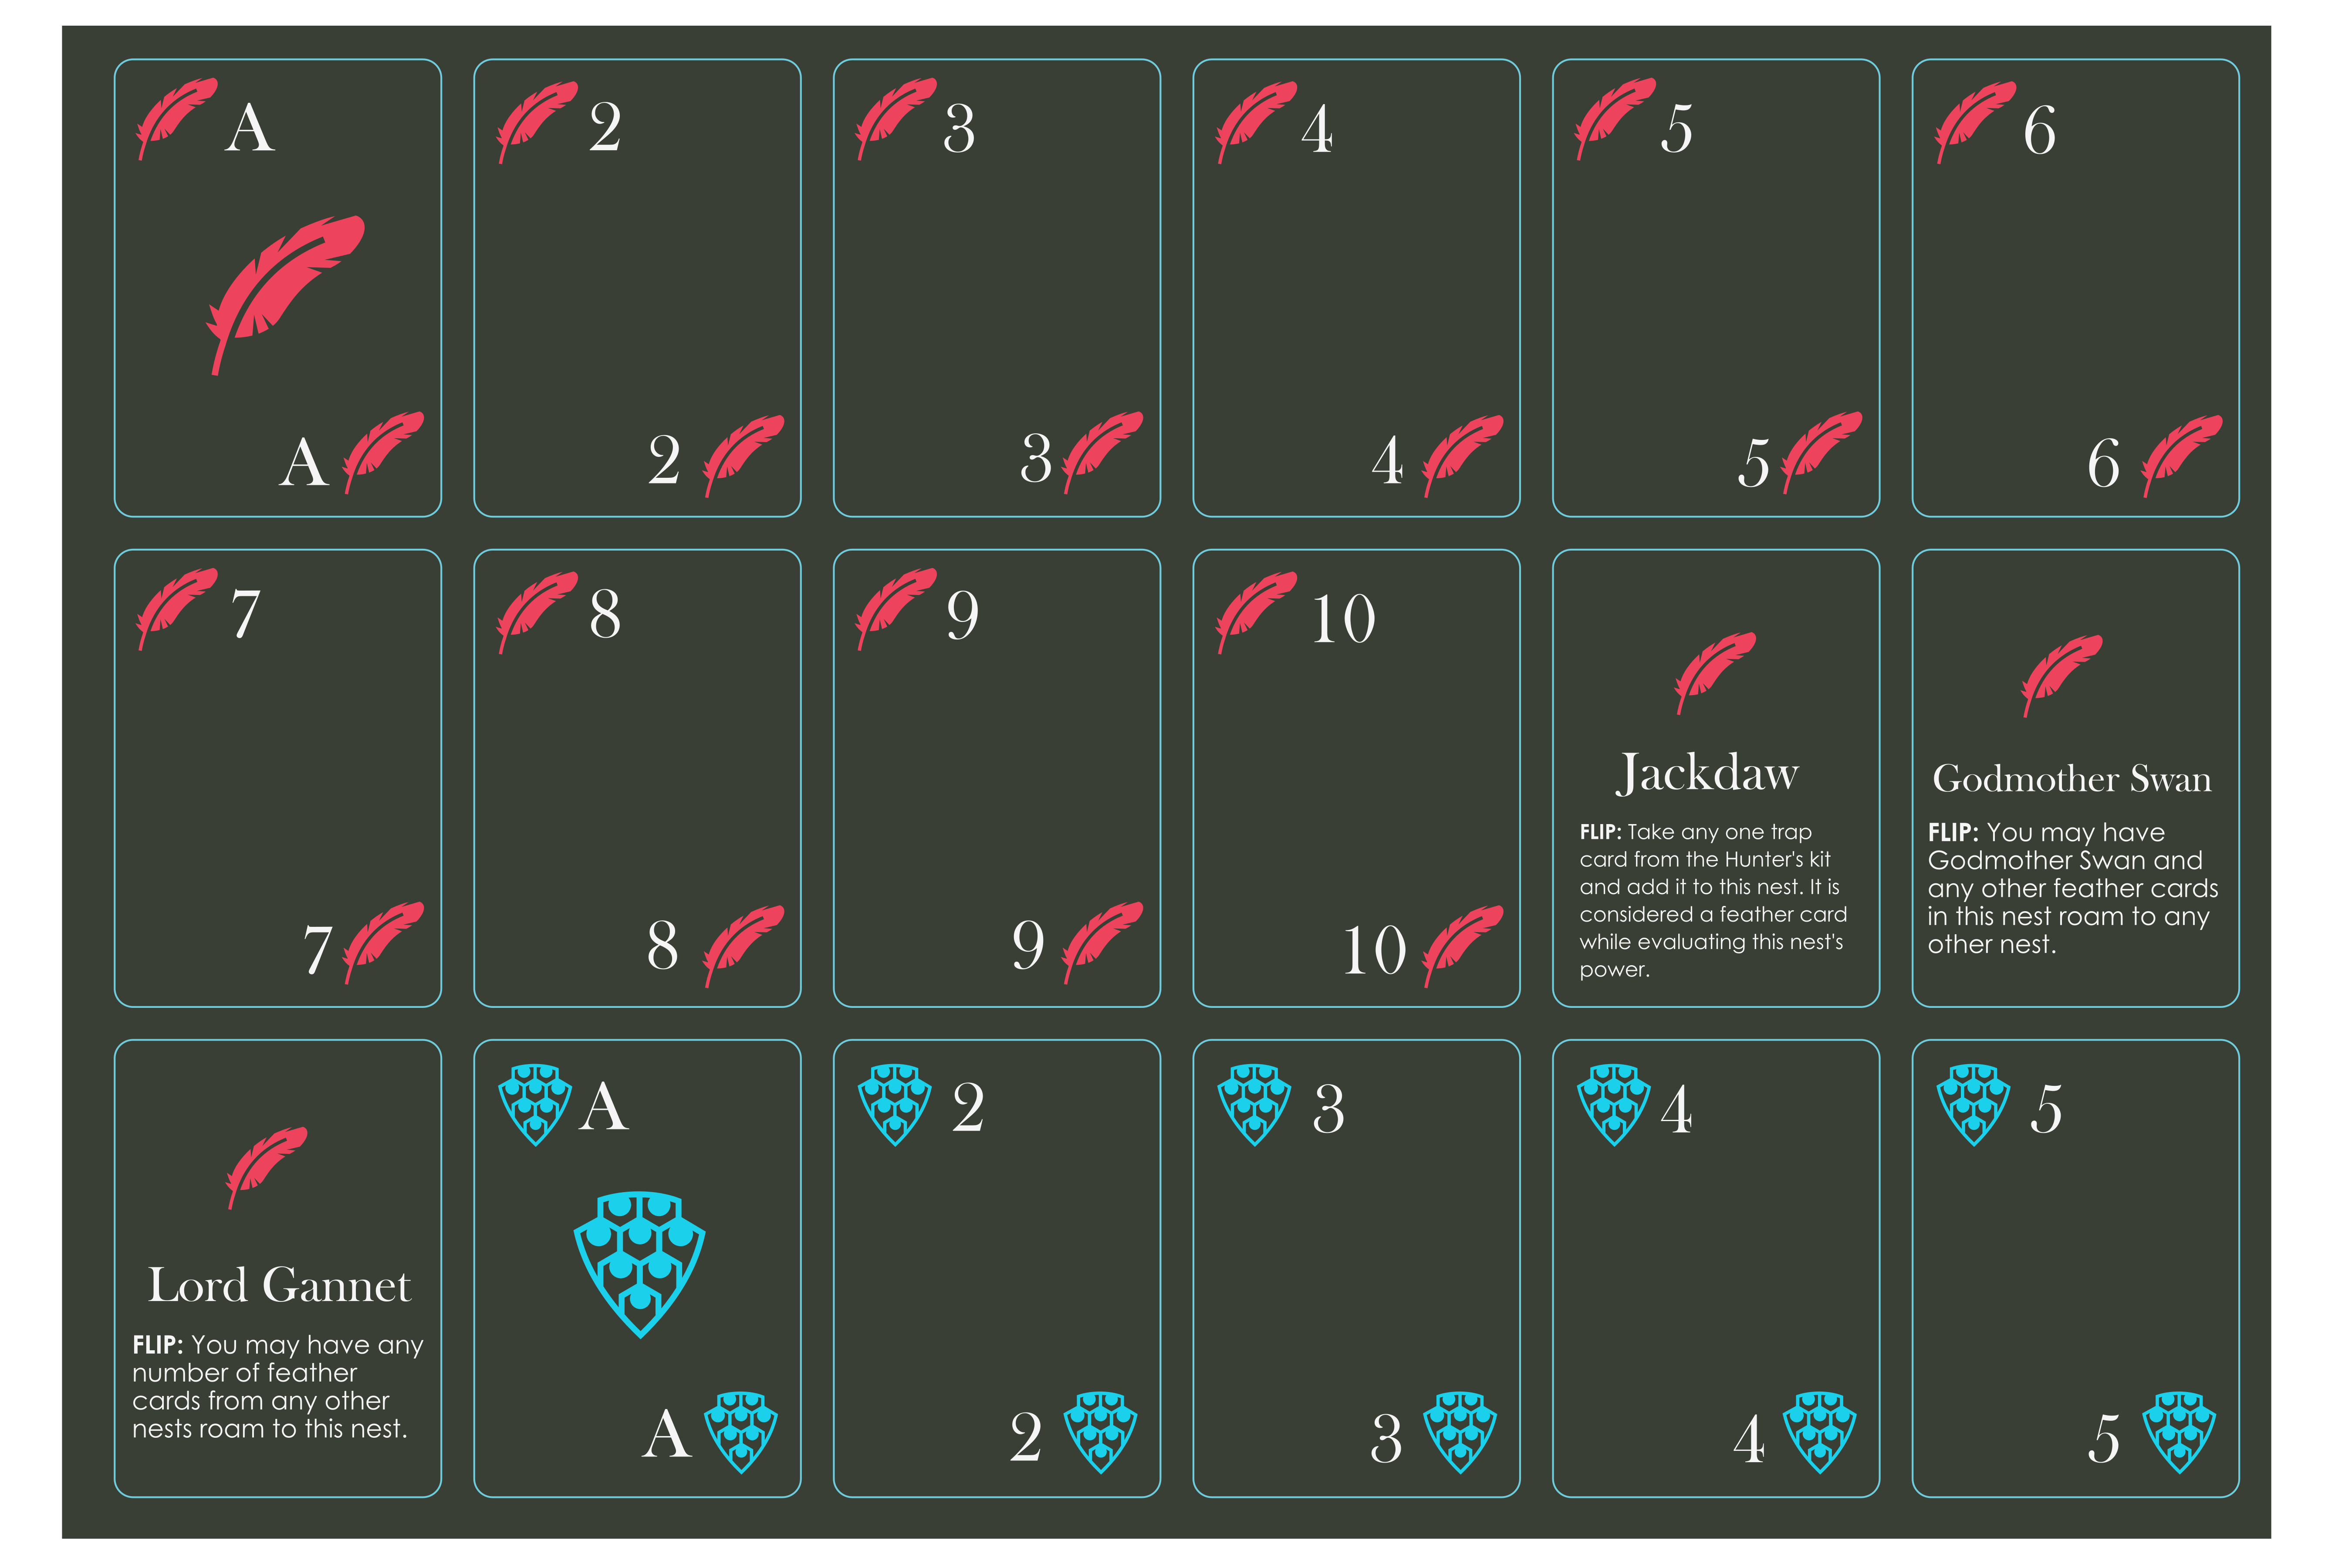 A
A
2
2
3
3
4
4
5
5
6
6
7
7
8
8
9
9
10
10
Jackdaw
FLIP: Take any one trap
card from the Hunter's kit
and add it to this nest. It is
considered a feather card
while evaluating this nest's
power.
Godmother Swan
FLIP: You may have
Godmother Swan and
any other feather cards
in this nest roam to any
other nest.
Lord Gannet
FLIP: You may have any
number of feather
cards from any other
nests roam to this nest.
A
A
2
2
3
3
4
4
5
5